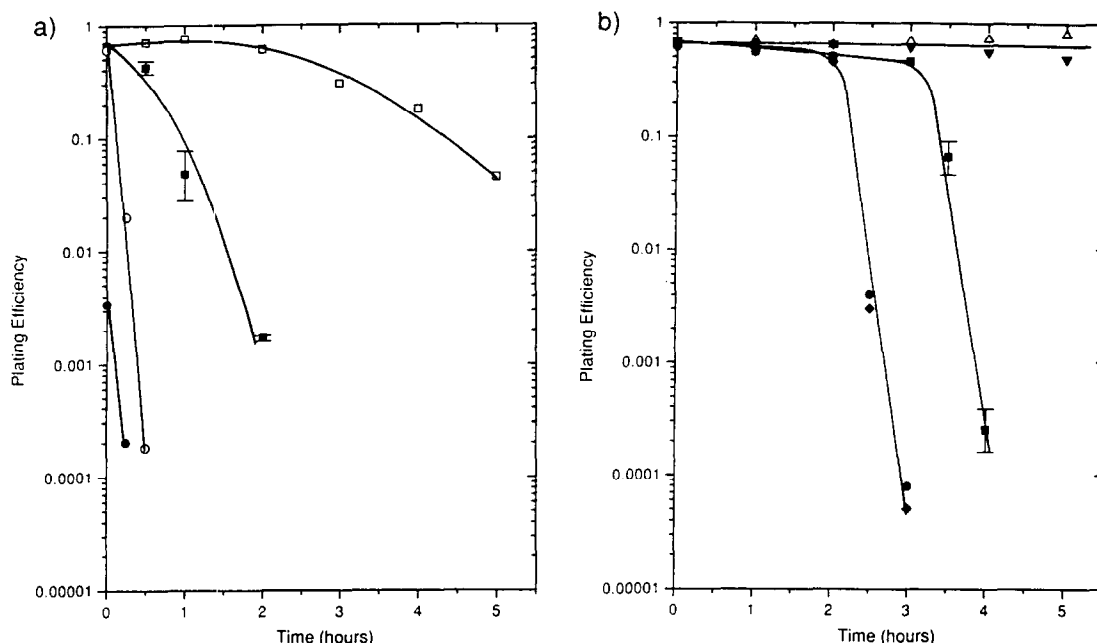 a)
1
0.1
0.01
0.001
0.0001
0.00001
Plating Efficiency
0 1 2 3 4 5
Time (hours)
b)
1
0.1
0.01
0.001
0.0001
0.00001
Plating Efficiency
0 1 2 3 4 5
Time (hours)